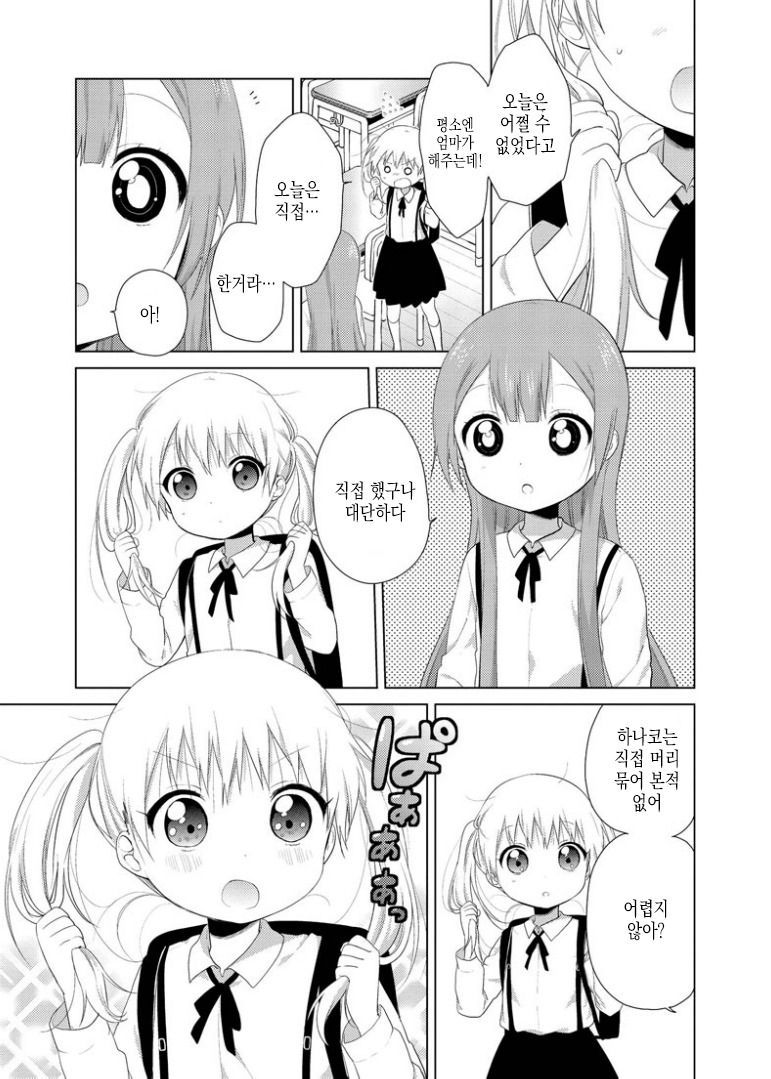 오늘은
어쩔 수
없었다고
평소엔
엄마가
해주는데!
오늘은
직접…
한거라…
아!
직접 했구나
대단하다
하나코는
직접 머리
묶어 본적
없어
어렵지
않아?
ぱぁぁぁっ